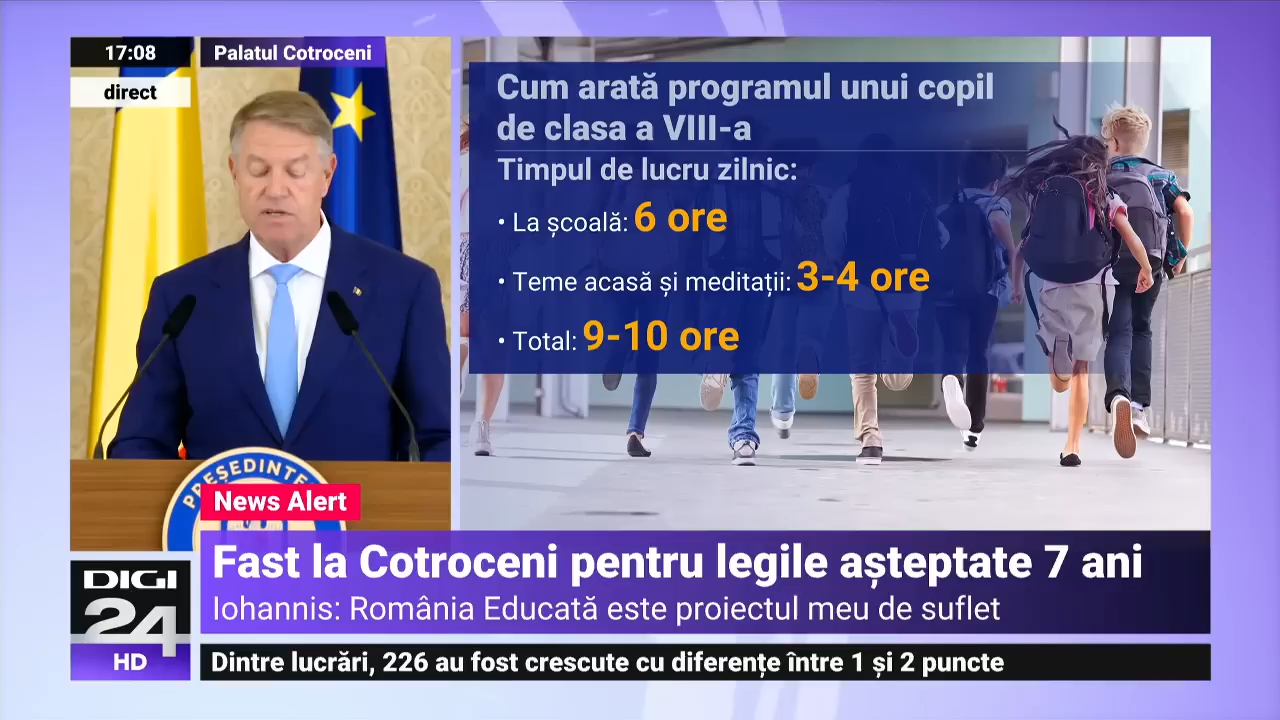 17:08
Palatul Cotroceni
direct
Cum arată programul unui copil
de clasa a VIII-a
Timpul de lucru zilnic:
• La școală: 6 ore
• Teme acasă și meditații: 3-4 ore
• Total: 9-10 ore
PREȘEDINTE
News Alert
Fast la Cotroceni pentru legile așteptate 7 ani
Iohannis: România Educată este proiectul meu de suflet
DIGI
24
HD
Dintre lucrări, 226 au fost crescute cu diferențe între 1 și 2 puncte